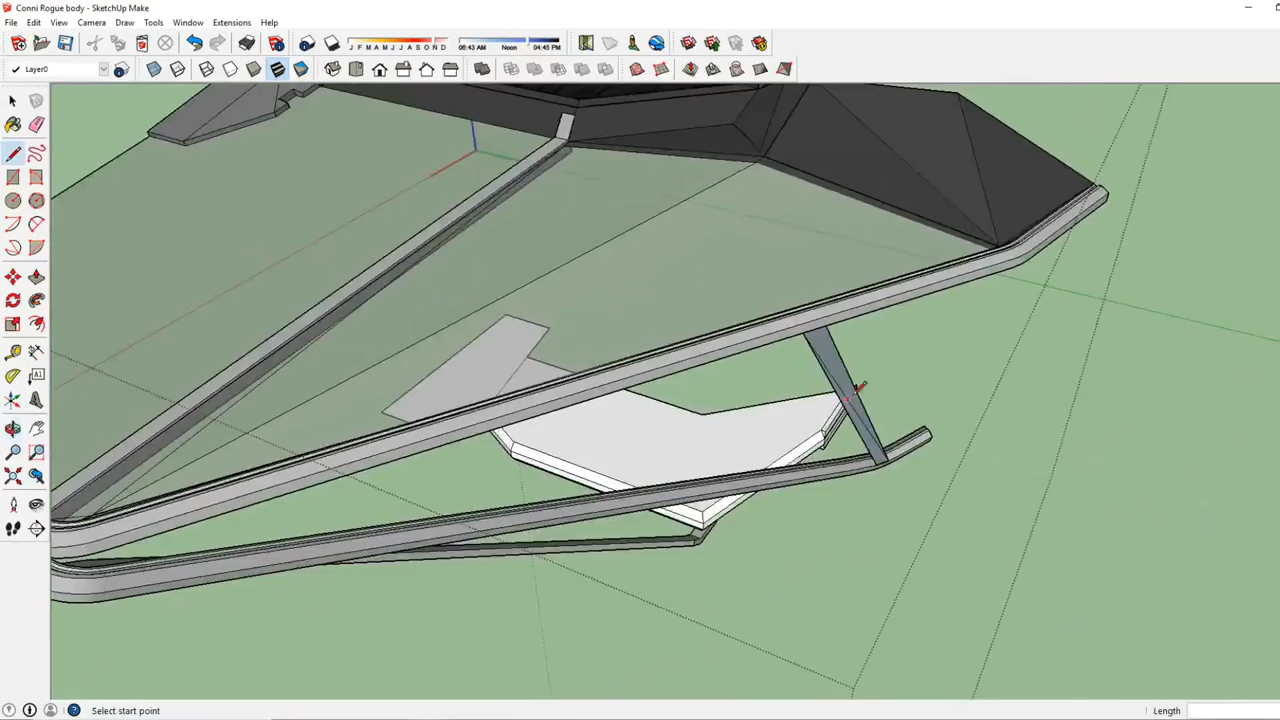 Conni Rogue body - SketchUp Make
File Edit View Camera Draw Tools Window Extensions Help
J F M A M J J A S O N D 06:43 AM Noon 04:45 PM
Layer0
A1
Select start point
Length